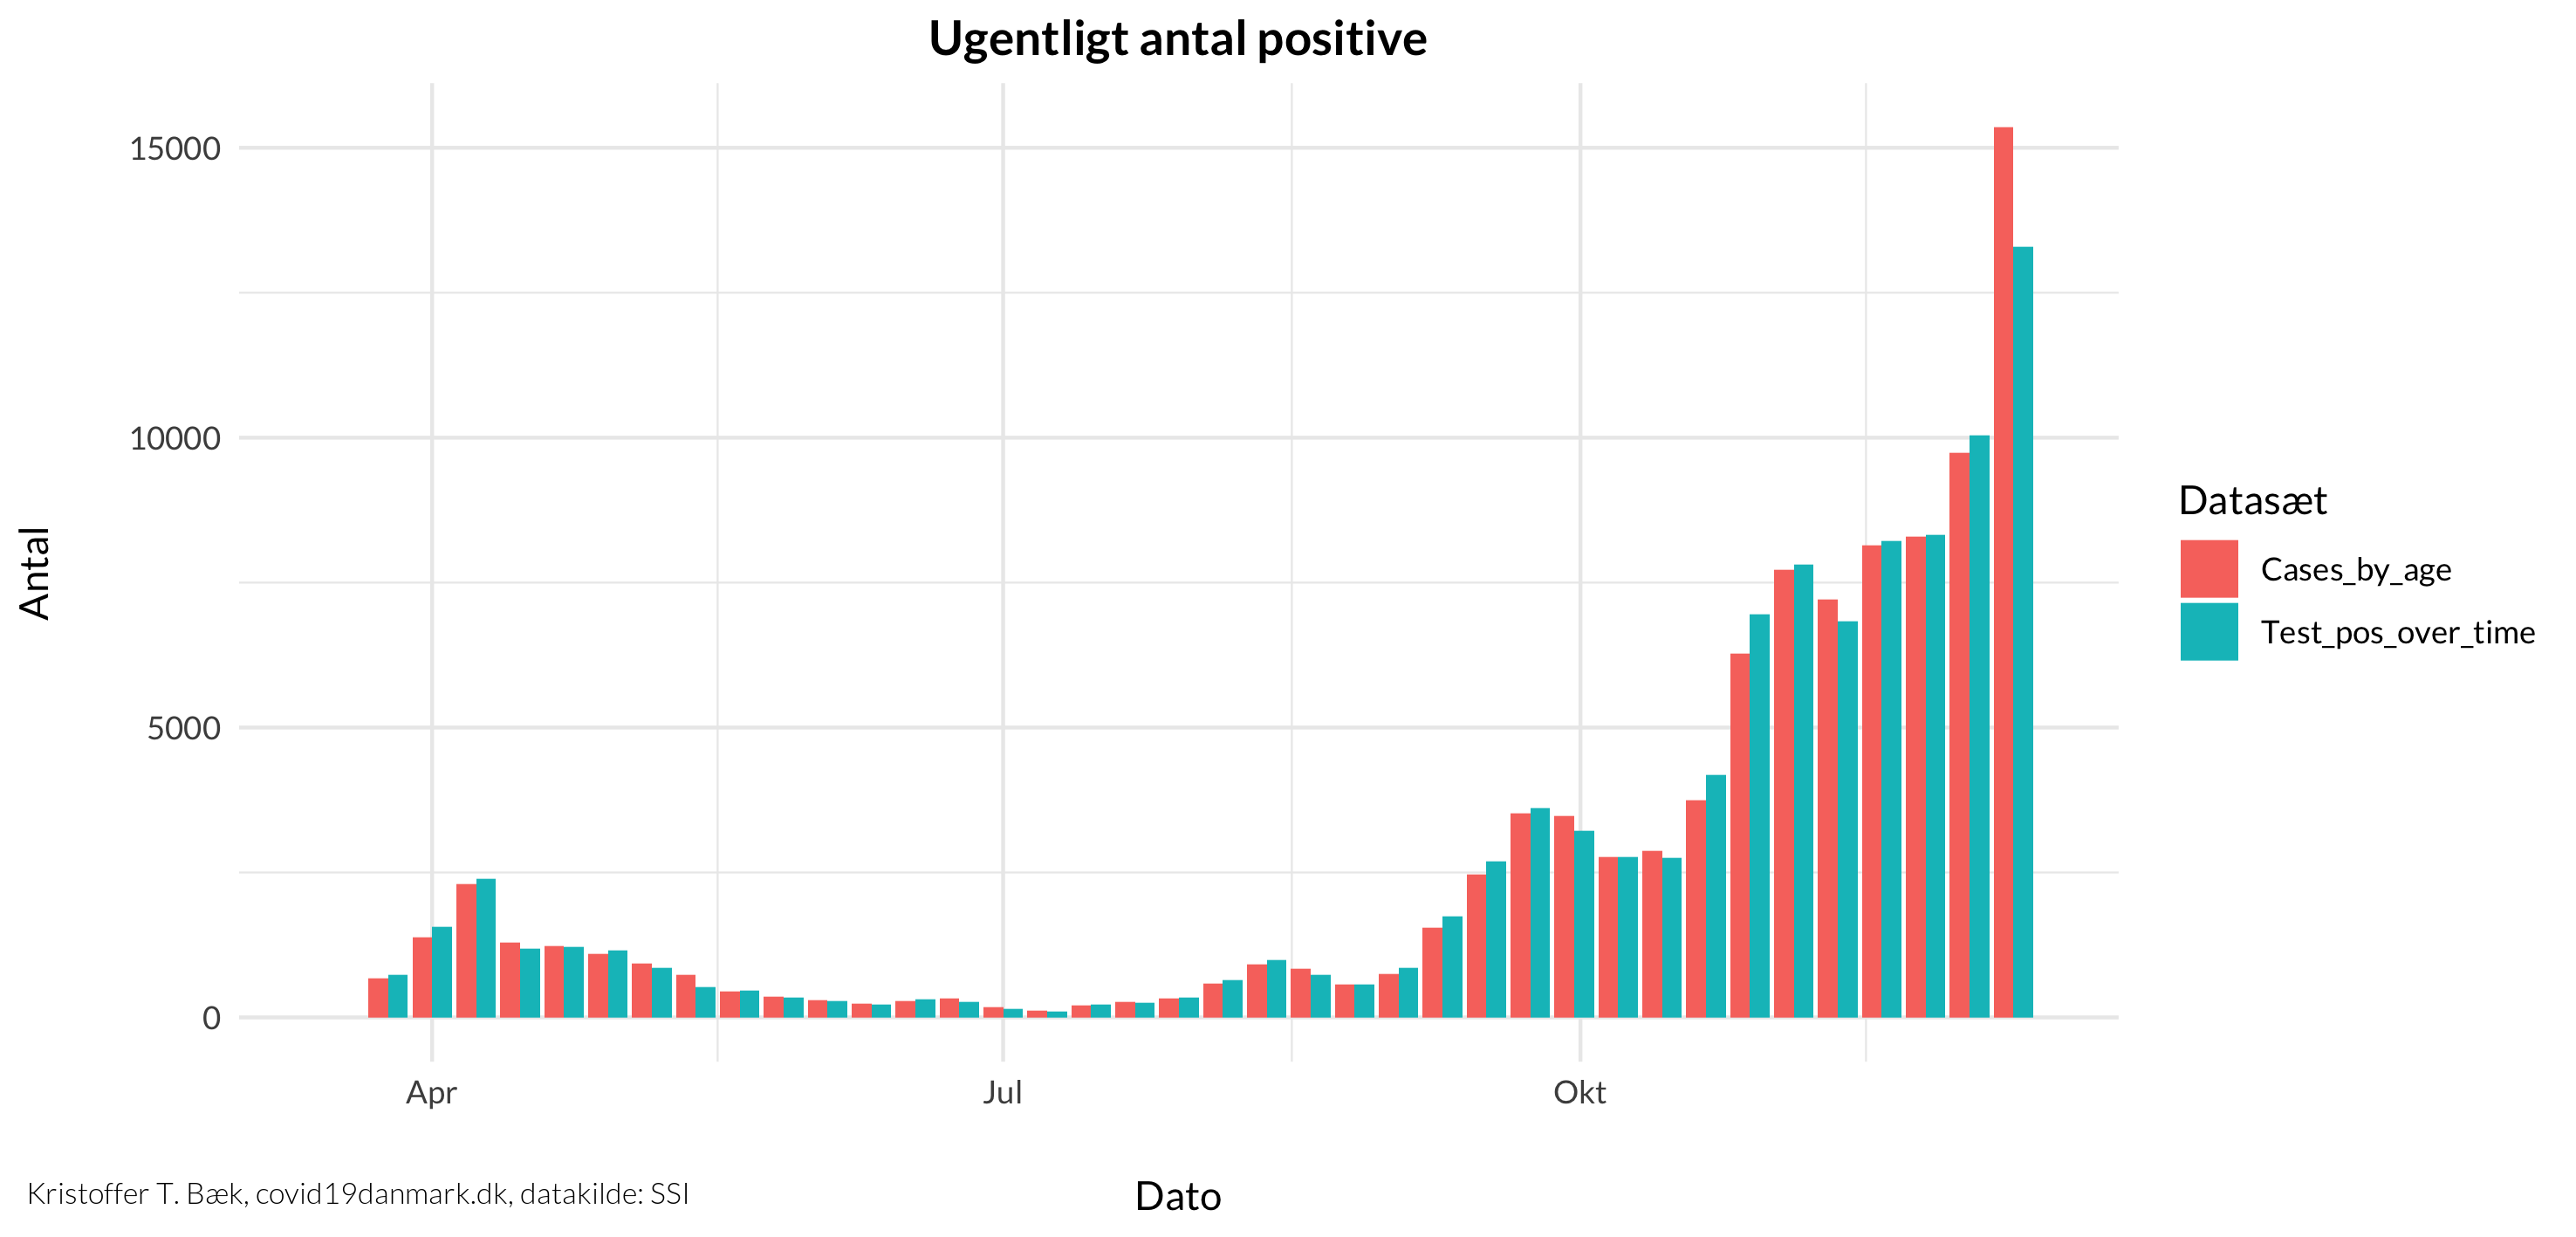 Ugentligt antal positive
15000
10000
5000
0
Antal
Apr
Jul
Okt
Dato
Datasæt
Cases_by_age
Test_pos_over_time
Kristoffer T. Bæk, covid19danmark.dk, datakilde: SSI